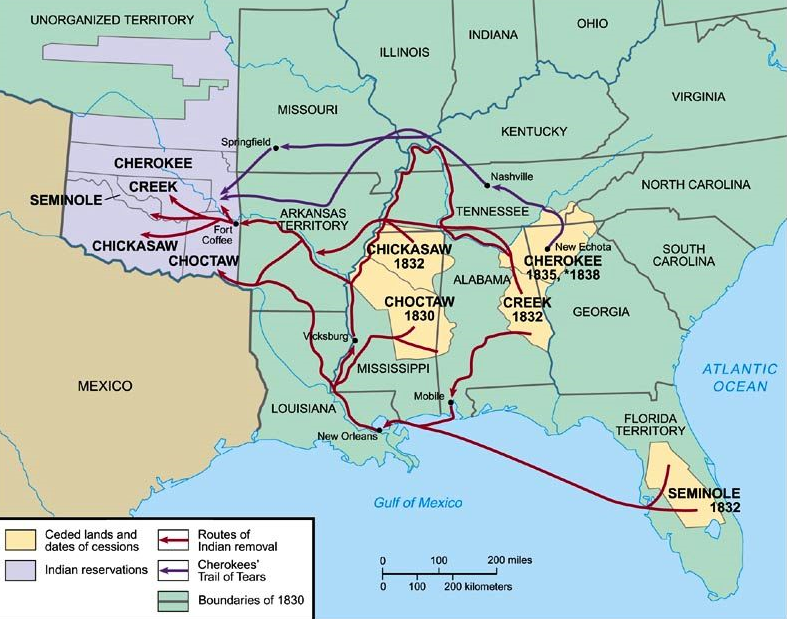 UNORGANIZED TERRITORY
ILLINOIS
INDIANA
OHIO
MISSOURI
VIRGINIA
KENTUCKY
Springfield
CHEROKEE
CREEK
SEMINOLE
Nashville
NORTH CAROLINA
ARKANSAS
TERRITORY
TENNESSEE
Fort
Coffee
CHICKASAW
CHOCTAW
CHICKASAW
1832
New Echota
CHEROKEE
1835, *1838
SOUTH
CAROLINA
ALABAMA
CHOCTAW
1830
CREEK
1832
GEORGIA
Vicksburg
MISSISSIPPI
ATLANTIC
OCEAN
MEXICO
Mobile
LOUISIANA
New Orleans
FLORIDA
TERRITORY
SEMINOLE
1832
Gulf of Mexico
Ceded lands and
dates of cessions
Indian reservations
Routes of
Indian removal
Cherokees'
Trail of Tears
Boundaries of 1830
0 100 200 miles
0 100 200 kilometers